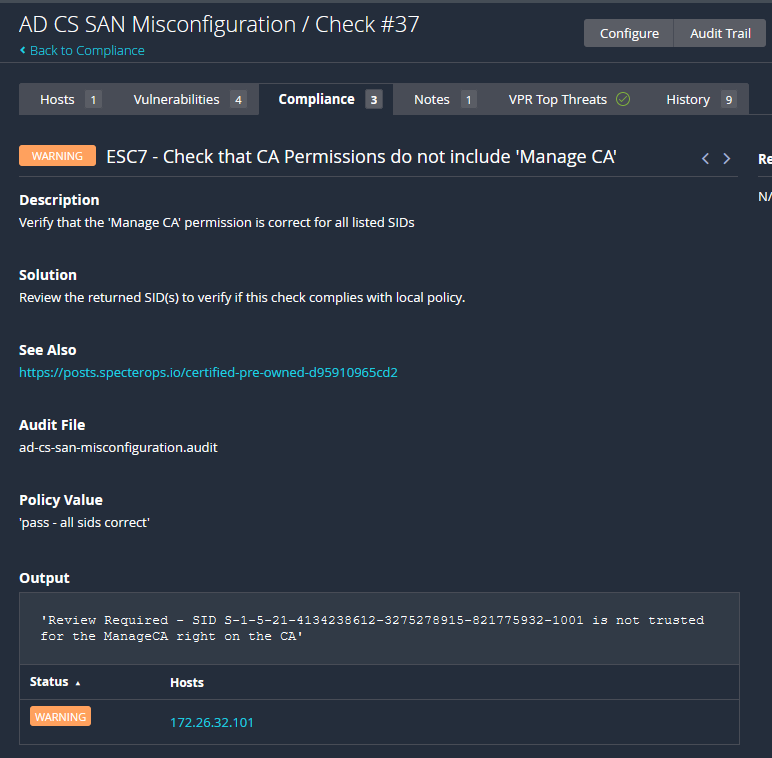 AD CS SAN Misconfiguration / Check #37
Configure
Audit Trail
Back to Compliance
Hosts 1
Vulnerabilities 4
Compliance 3
Notes 1
VPR Top Threats
History 9
WARNING
ESC7 - Check that CA Permissions do not include 'Manage CA'
Description
Verify that the 'Manage CA' permission is correct for all listed SIDs
Solution
Review the returned SID(s) to verify if this check complies with local policy.
See Also
https://posts.specterops.io/certified-pre-owned-d95910965cd2
Audit File
ad-cs-san-misconfiguration.audit
Policy Value
'pass - all sids correct'
Output
'Review Required - SID S-1-5-21-4134238612-3275278915-821775932-1001 is not trusted
for the ManageCA right on the CA'
Status
Hosts
WARNING
172.26.32.101